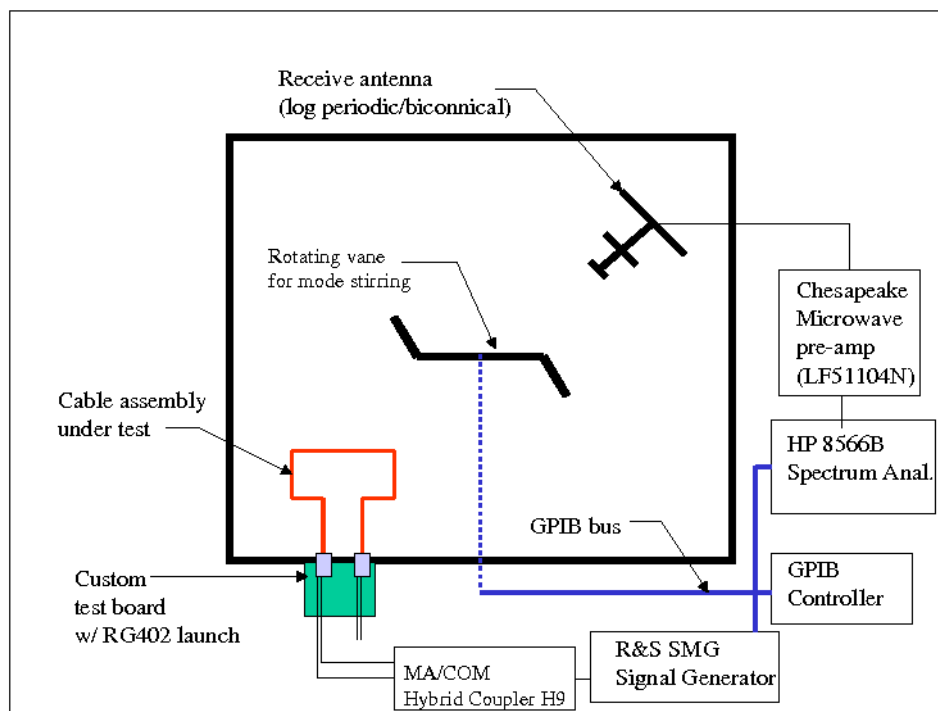 Receive antenna
(log periodic/biconnical)
Rotating vane
for mode stirring
Chesapeake
Microwave
pre-amp
(LF51104N)
Cable assembly
under test
HP 8566B
Spectrum Anal.
GPIB bus
GPIB
Controller
Custom
test board
w/ RG402 launch
R&S SMG
Signal Generator
MA/COM
Hybrid Coupler H9